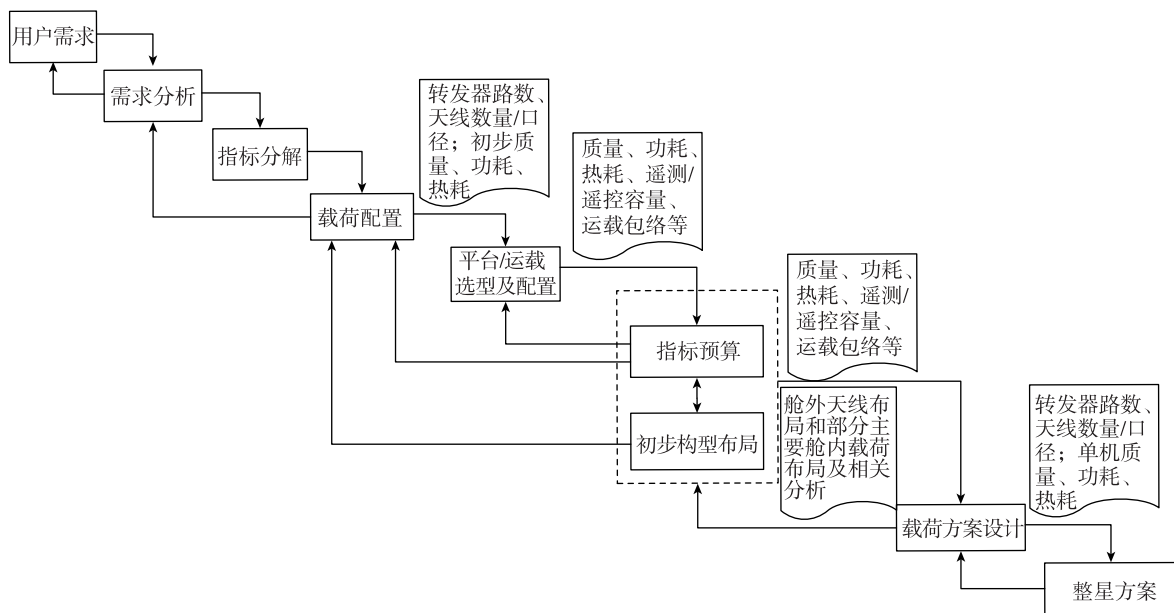 用户需求
需求分析
指标分解
载荷配置
转发器路数、
天线数量/口
径；初步质
量、功耗、
热耗
平台/运载
选型及配置
质量、功耗、
热耗、遥测/
遥控容量、
运载包络等
指标预算
初步构型布局
质量、功耗、
热耗、遥测/
遥控容量、
运载包络等
舱外天线布
局和部分主
要舱内载荷
布局及相关
分析
载荷方案设计
转发器路数、
天线数量/口
径；单机质
量、功耗、
热耗
整星方案